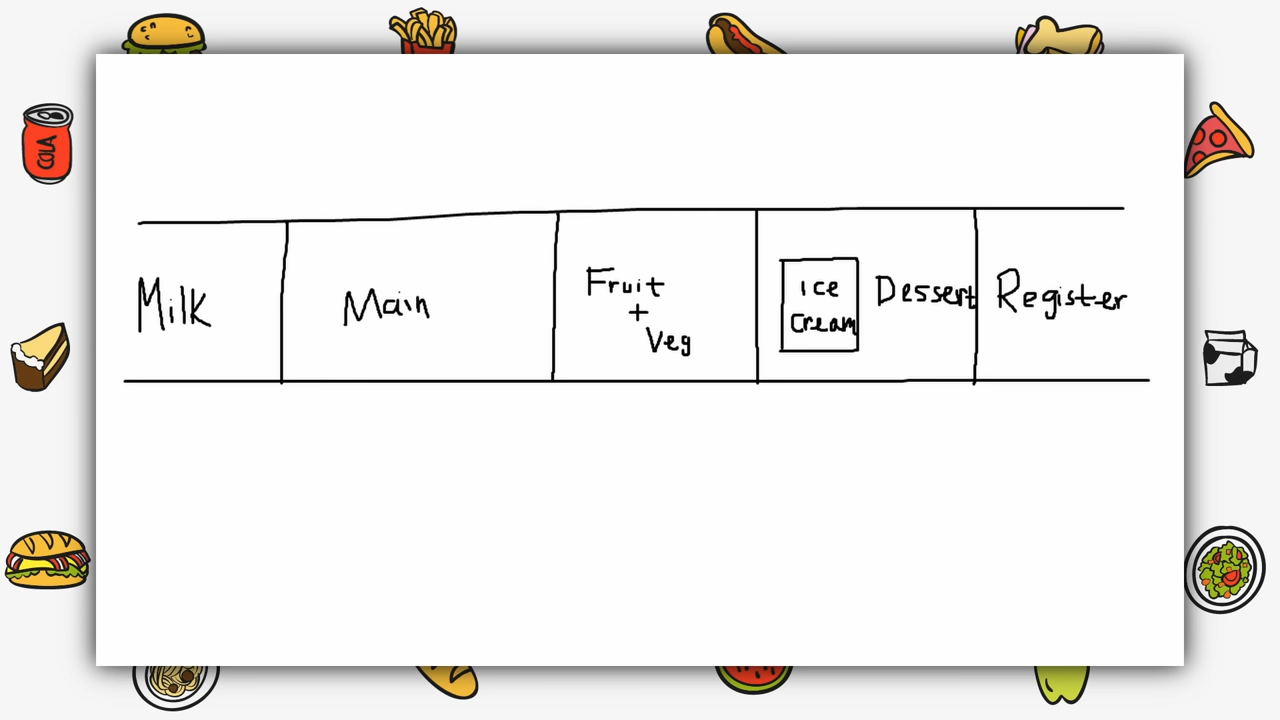 COLA
Milk
Main
Fruit
+
Veg
Ice
Cream
Dessert
Register